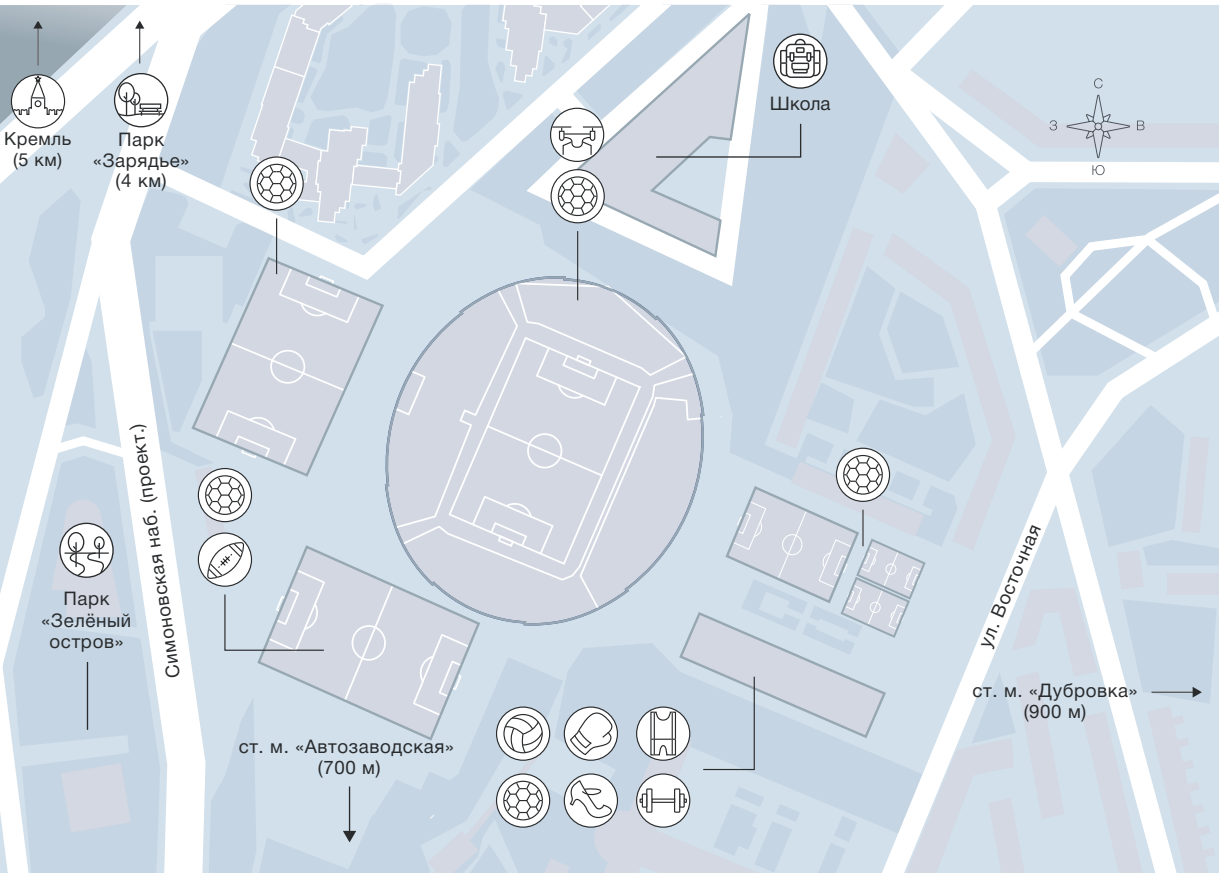 Кремль
(5 км)
Парк
«Зарядье»
(4 км)
Школа
С
З
В
Ю
Симоновская наб. (проект.)
Парк
«Зелёный
остров»
ул. Восточная
ст. м. «Дубровка»
(900 м)
ст. м. «Автозаводская»
(700 м)